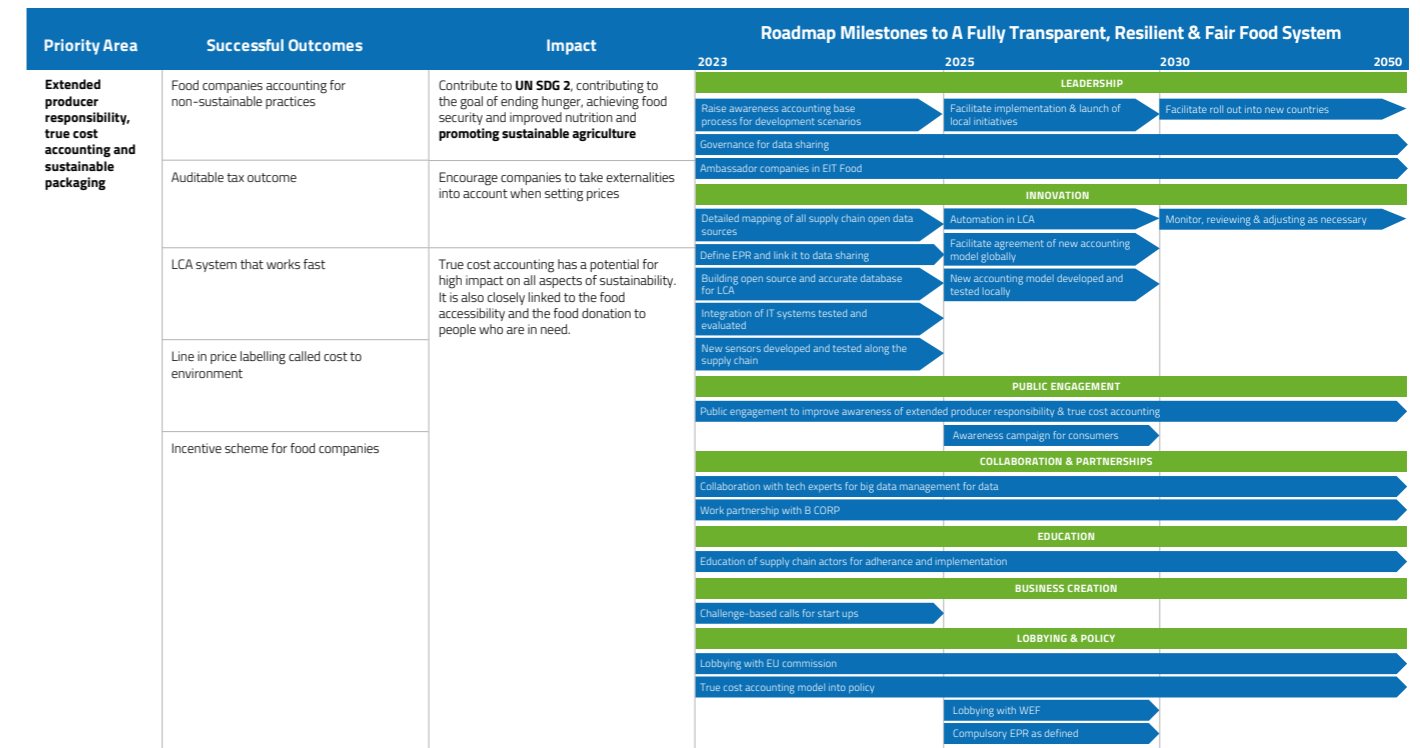 Priority Area
Successful Outcomes
Impact
Roadmap Milestones to A Fully Transparent, Resilient & Fair Food System
2023
2025
2030
2050
Extended
producer
responsibility,
true cost
accounting and
sustainable
packaging
Food companies accounting for
non-sustainable practices
Auditable tax outcome
LCA system that works fast
Line in price labelling called cost to
environment
Incentive scheme for food companies
Contribute to UN SDG 2, contributing to
the goal of ending hunger, achieving food
security and improved nutrition and
promoting sustainable agriculture
Encourage companies to take externalities
into account when setting prices
True cost accounting has a potential for
high impact on all aspects of sustainability.
It is also closely linked to the food
accessibility and the food donation to
people who are in need.
LEADERSHIP
Raise awareness accounting base
process for development scenarios
Facilitate implementation & launch of
local initiatives
Facilitate roll out into new countries
Governance for data sharing
Ambassador companies in EIT Food
INNOVATION
Detailed mapping of all supply chain open data
sources
Automation in LCA
Monitor, reviewing & adjusting as necessary
Define EPR and link it to data sharing
Facilitate agreement of new accounting
model globally
Building open source and accurate database
for LCA
New accounting model developed and
tested locally
Integration of IT systems tested and
evaluated
New sensors developed and tested along the
supply chain
PUBLIC ENGAGEMENT
Public engagement to improve awareness of extended producer responsibility & true cost accounting
Awareness campaign for consumers
COLLABORATION & PARTNERSHIPS
Collaboration with tech experts for big data management for data
Work partnership with B CORP
EDUCATION
Education of supply chain actors for adherance and implementation
BUSINESS CREATION
Challenge-based calls for start ups
LOBBYING & POLICY
Lobbying with EU commission
True cost accounting model into policy
Lobbying with WEF
Compulsory EPR as defined